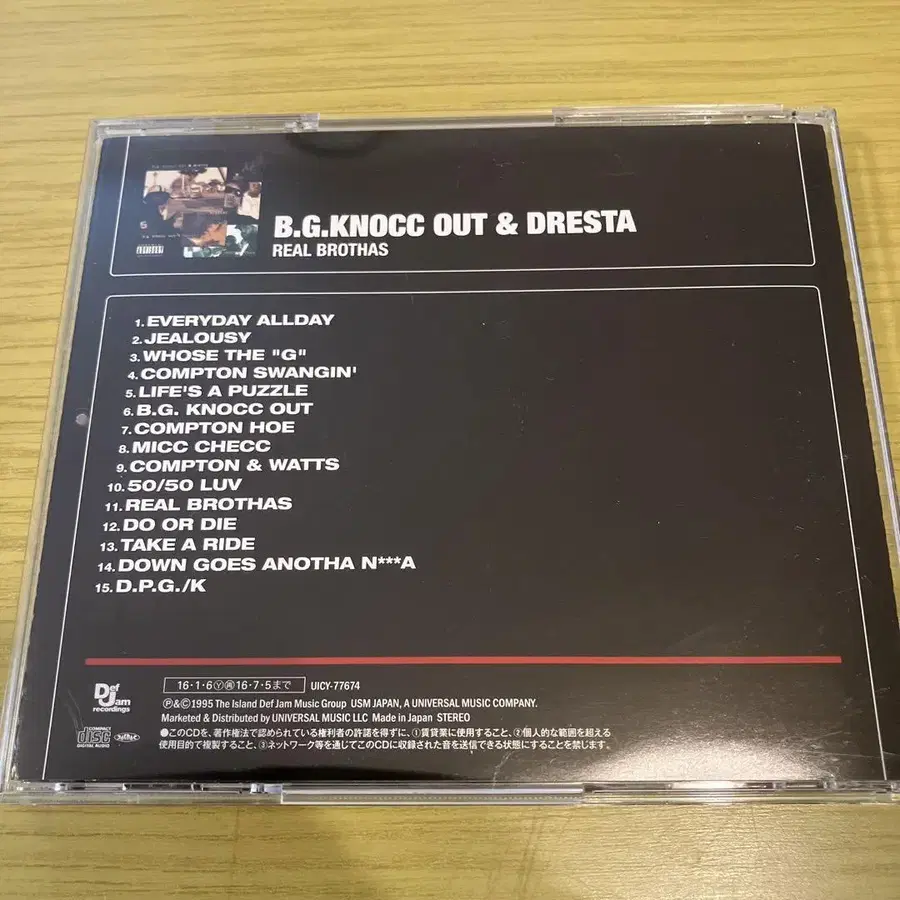 B.G.KNOCC OUT & DRESTA
REAL BROTHAS
1. EVERYDAY ALLDAY
2. JEALOUSY
3. WHOSE THE "G"
4. COMPTON SWANGIN'
5. LIFE'S A PUZZLE
6. B.G. KNOCC OUT
7. COMPTON HOE
8. MICC CHECC
9. COMPTON & WATTS
10. 50/50 LUV
11. REAL BROTHAS
12. DO OR DIE
13. TAKE A RIDE
14. DOWN GOES ANOTHA N***A
15. D.P.G./K
Def Jam recordings
16・1・6Ⓨ㊢16・7・5まで UICY-77674
℗&©1995 The Island Def Jam Music Group USM JAPAN, A UNIVERSAL MUSIC COMPANY.
Marketed & Distributed by UNIVERSAL MUSIC LLC Made in Japan STEREO
COMPACT disc DIGITAL AUDIO
●このCDを、著作権法で認められている権利者の許諾を得ずに、①賃貸業に使用すること、②個人的な範囲を超える
使用目的で複製すること、③ネットワーク等を通じてこのCDに収録された音を送信できる状態にすることを禁じます。